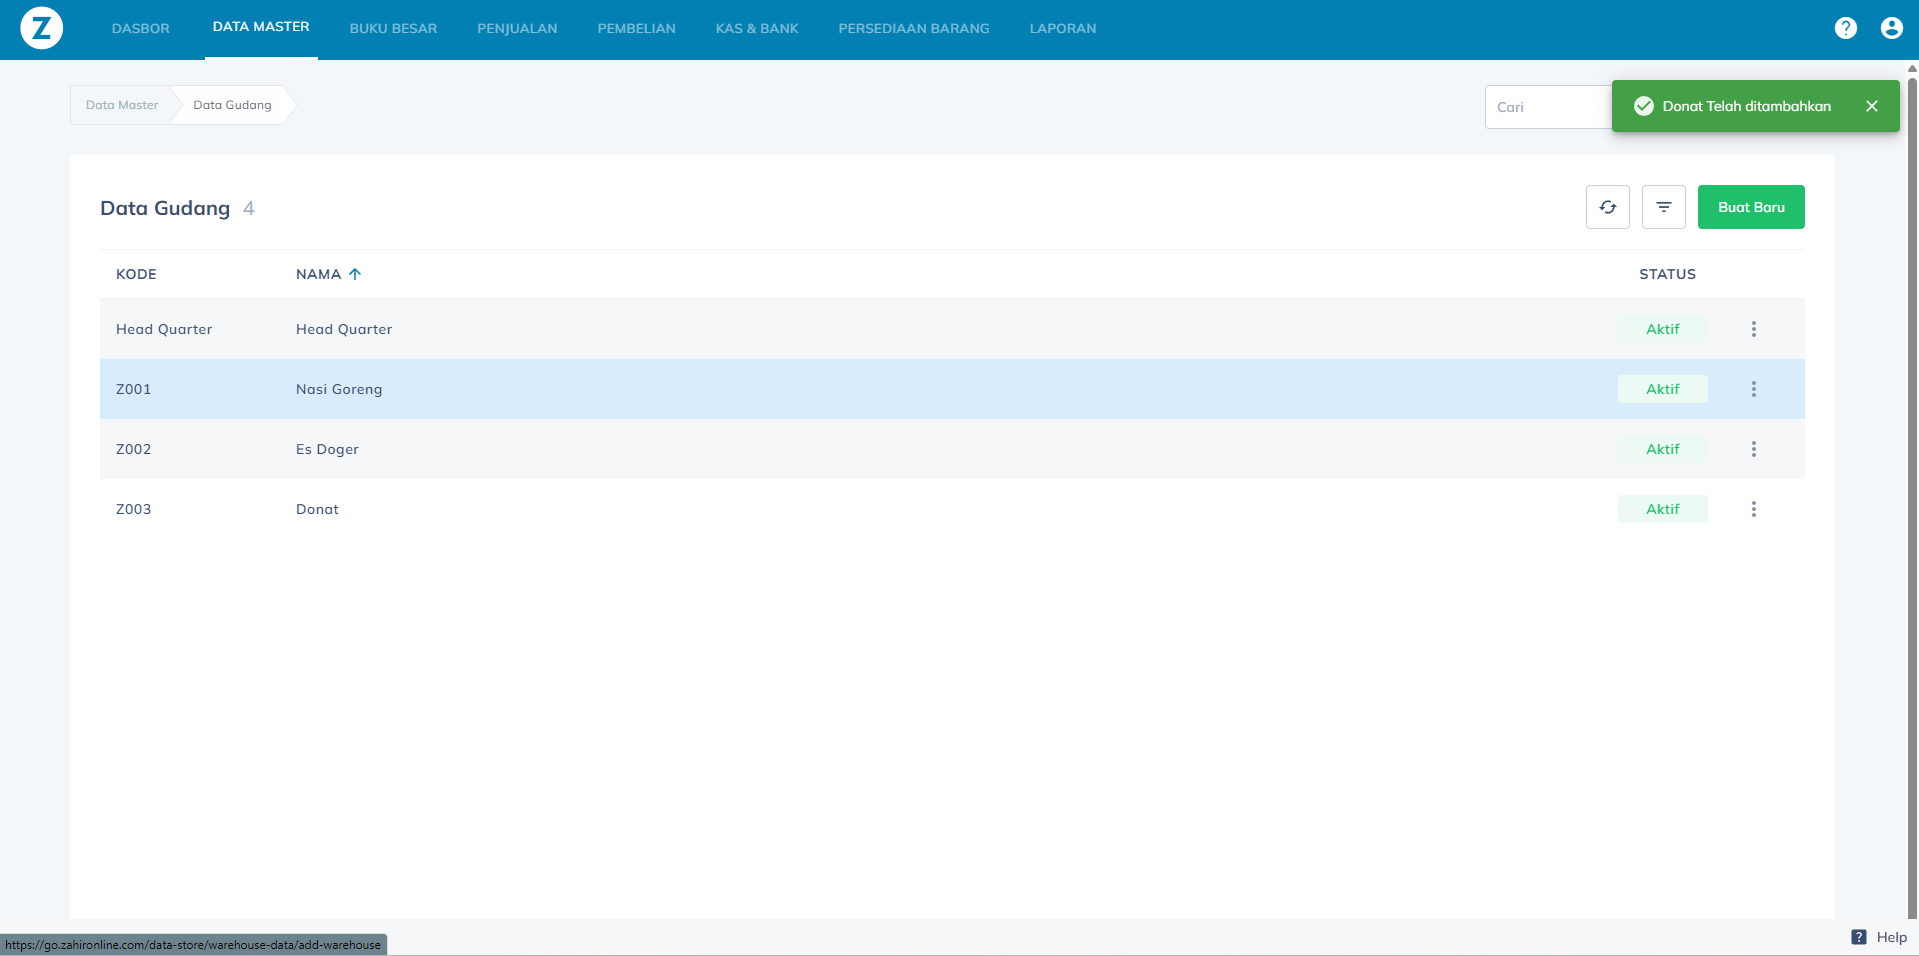 Z DASBOR DATA MASTER BUKU BESAR PENJUALAN PEMBELIAN KAS & BANK PERSEDIAAN BARANG LAPORAN ?
Data Master Data Gudang Cari Donat Telah ditambahkan
Data Gudang 4 Buat Baru
KODE NAMA STATUS
Head Quarter Head Quarter Aktif
Z001 Nasi Goreng Aktif
Z002 Es Doger Aktif
Z003 Donat Aktif
? Help
https://go.zahironline.com/data-store/warehouse-data/add-warehouse